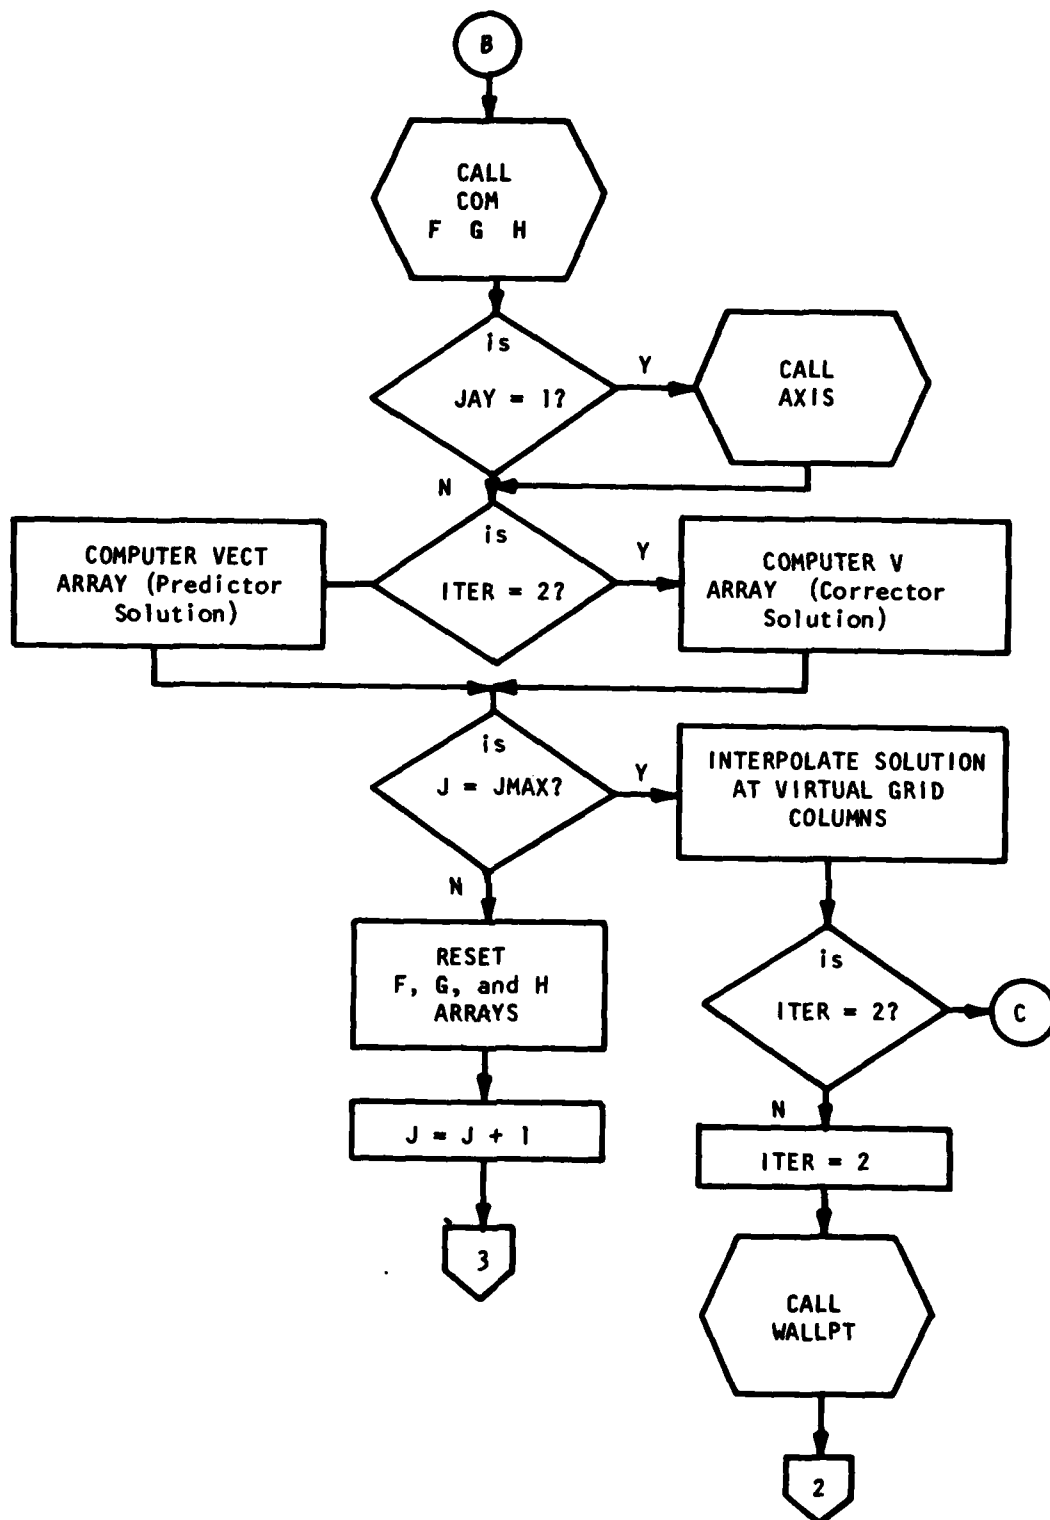 B
CALL
COM
F G H
is
JAY = 1?
Y
CALL
AXIS
N
COMPUTER VECT
ARRAY (Predictor
Solution)
is
ITER = 2?
Y
COMPUTER V
ARRAY (Corrector
Solution)
is
J = JMAX?
Y
INTERPOLATE SOLUTION
AT VIRTUAL GRID
COLUMNS
N
RESET
F, G, and H
ARRAYS
is
ITER = 2?
C
J = J + 1
N
ITER = 2
3
CALL
WALLPT
2